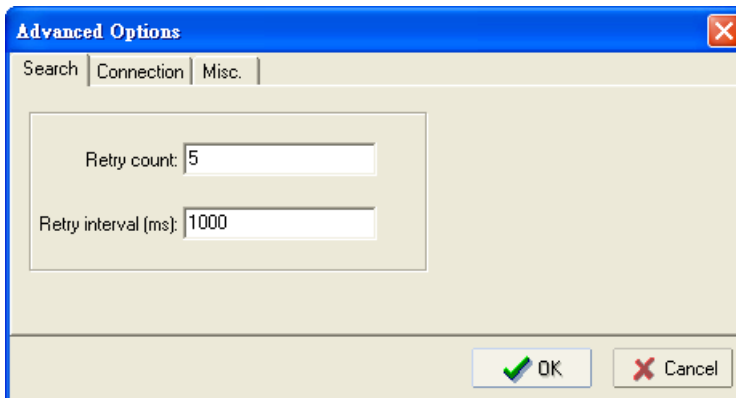 Advanced Options
Search Connection Misc.
Retry count: 5
Retry interval (ms): 1000
OK Cancel